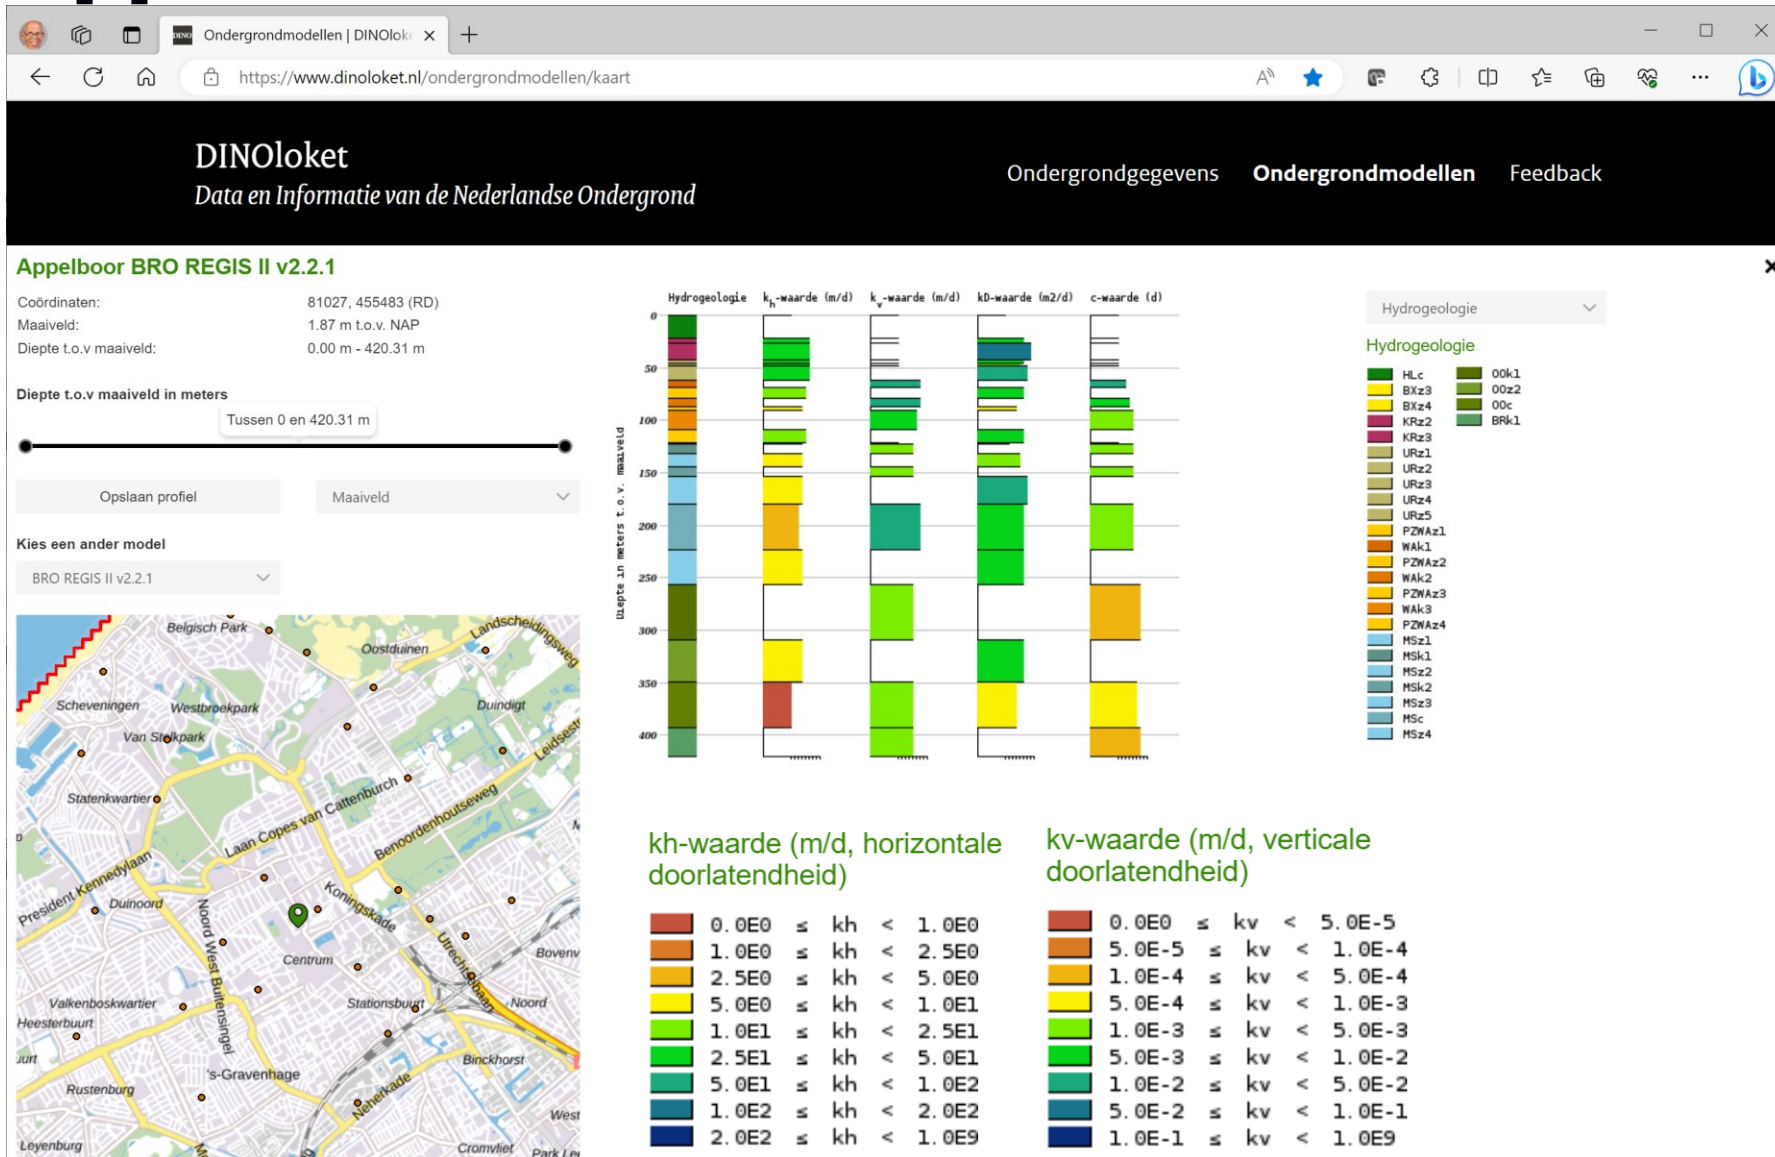 Ondergrondmodellen | DINOlok
https://www.dinoloket.nl/ondergrondmodellen/kaart
DINOloket
Data en Informatie van de Nederlandse Ondergrond
Ondergrondgegevens Ondergrondmodellen Feedback
Appelboor BRO REGIS II v2.2.1
Coördinaten: 81027, 455483 (RD)
Maaiveld: 1.87 m t.o.v. NAP
Diepte t.o.v maaiveld: 0.00 m - 420.31 m
Diepte t.o.v maaiveld in meters
Tussen 0 en 420.31 m
Opslaan profiel
Maaiveld
Kies een ander model
BRO REGIS II v2.2.1
Belgisch Park
Landscheidingsweg
Oostduinen
Scheveningen
Westbroekpark
Duindigt
Van Stolkpark
Leidsest
Statenkwartier
Laan Copes van Cattenburch
Benoordenhoutseweg
President Kennedylaan
Duinoord
Koningskade
Noord West Buitensingel
Utrechtsebaan
Centrum
Bovenv
Valkenboskwartier
Stationsbuurt
Noord
Heesterbuurt
uurt
Binckhorst
's-Gravenhage
Rustenburg
Neherkade
West
Leyenburg
Cromvliet
Park Lee
Hydrogeologie kh-waarde (m/d) kv-waarde (m/d) kD-waarde (m2/d) c-waarde (d)
Diepte in meters t.o.v. maaiveld
0
50
100
150
200
250
300
350
400
Hydrogeologie
Hydrogeologie
HLc
BXz3
BXz4
KRz2
KRz3
URz1
URz2
URz3
URz4
URz5
PZWAz1
WAk1
PZWAz2
WAk2
PZWAz3
WAk3
PZWAz4
MSz1
MSk1
MSz2
MSk2
MSz3
MSc
MSz4
OOk1
OOz2
OOc
BRk1
kh-waarde (m/d, horizontale
doorlatendheid)
0.0E0 ≤ kh < 1.0E0
1.0E0 ≤ kh < 2.5E0
2.5E0 ≤ kh < 5.0E0
5.0E0 ≤ kh < 1.0E1
1.0E1 ≤ kh < 2.5E1
2.5E1 ≤ kh < 5.0E1
5.0E1 ≤ kh < 1.0E2
1.0E2 ≤ kh < 2.0E2
2.0E2 ≤ kh < 1.0E9
kv-waarde (m/d, verticale
doorlatendheid)
0.0E0 ≤ kv < 5.0E-5
5.0E-5 ≤ kv < 1.0E-4
1.0E-4 ≤ kv < 5.0E-4
5.0E-4 ≤ kv < 1.0E-3
1.0E-3 ≤ kv < 5.0E-3
5.0E-3 ≤ kv < 1.0E-2
1.0E-2 ≤ kv < 5.0E-2
5.0E-2 ≤ kv < 1.0E-1
1.0E-1 ≤ kv < 1.0E9